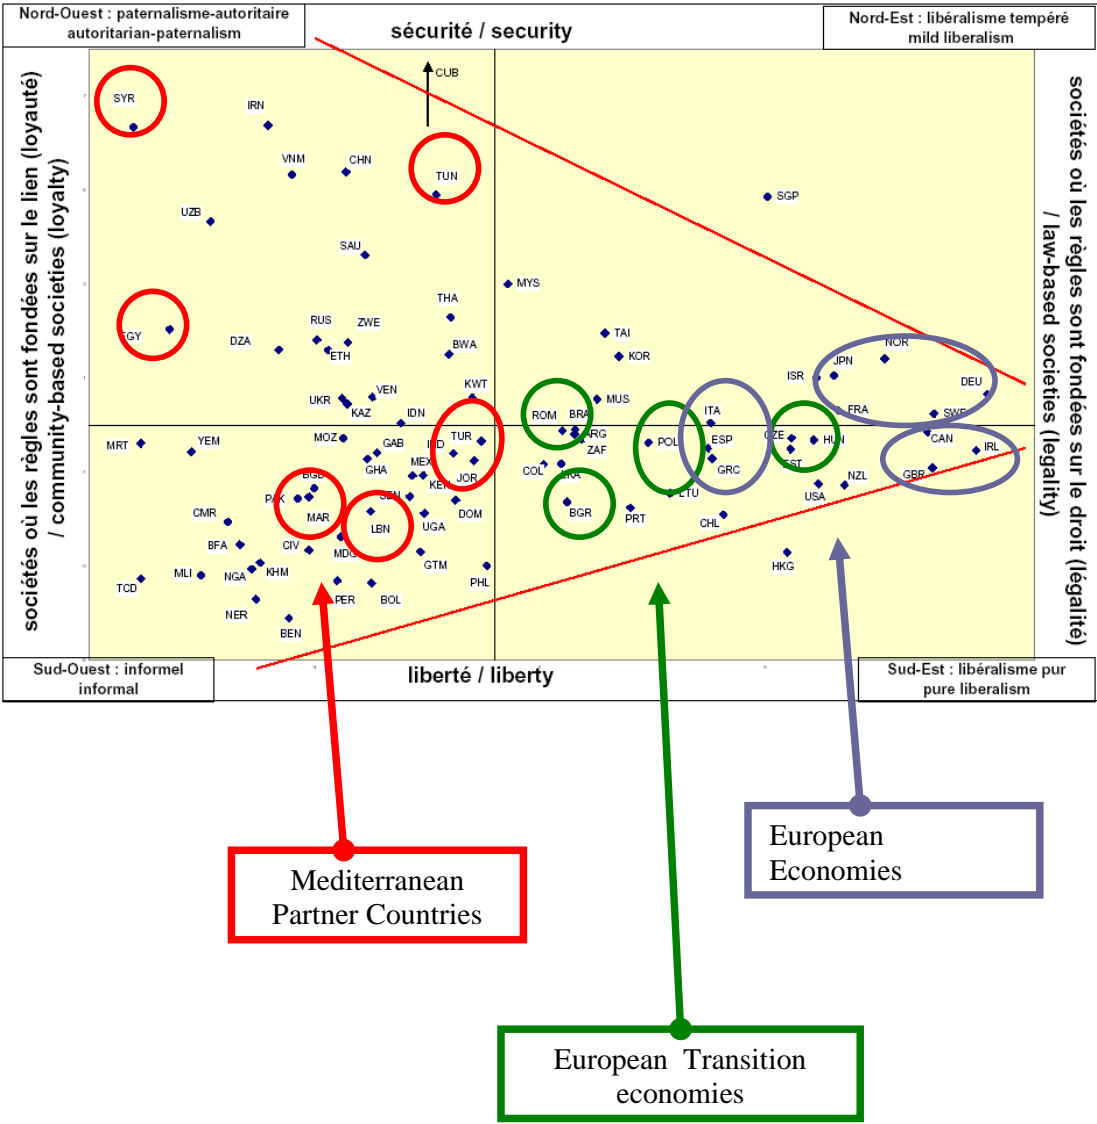 Nord-Ouest : paternalisme-autoritaire
autoritarian-paternalism
sécurité / security
Nord-Est : libéralisme tempéré
mild liberalism
sociétés où les règles sont fondées sur le lien (loyauté)
/ community-based societies (loyalty)
sociétés où les règles sont fondées sur le droit (légalité)
/ law-based societies (legality)
CUB
SYR
IRN
VNM
CHN
TUN
SGP
UZB
SAU
MYS
THA
RUS
ZWE
TAI
DZA
ETH
BWA
KOR
NOR
JPN
ISR
DEU
VEN
KWT
UKR
KAZ
IDN
MUS
ROM
BRA
ITA
FRA
MRT
YEM
MOZ
GAB
TUR
ARG
ZAF
POL
ESP
HUN
CAN
IRL
GHA
MEX
JOR
COL
GRC
GBR
PAK
MAR
LBN
UGA
DOM
BGR
PRT
LTU
CHL
USA
NZL
CMR
BFA
CIV
GTM
HKG
TCD
MLI
NGA
KHM
PHL
NER
PER
BOL
BEN
Sud-Ouest : informel
informal
liberté / liberty
Sud-Est : libéralisme pur
pure liberalism
European
Economies
Mediterranean
Partner Countries
European Transition
economies